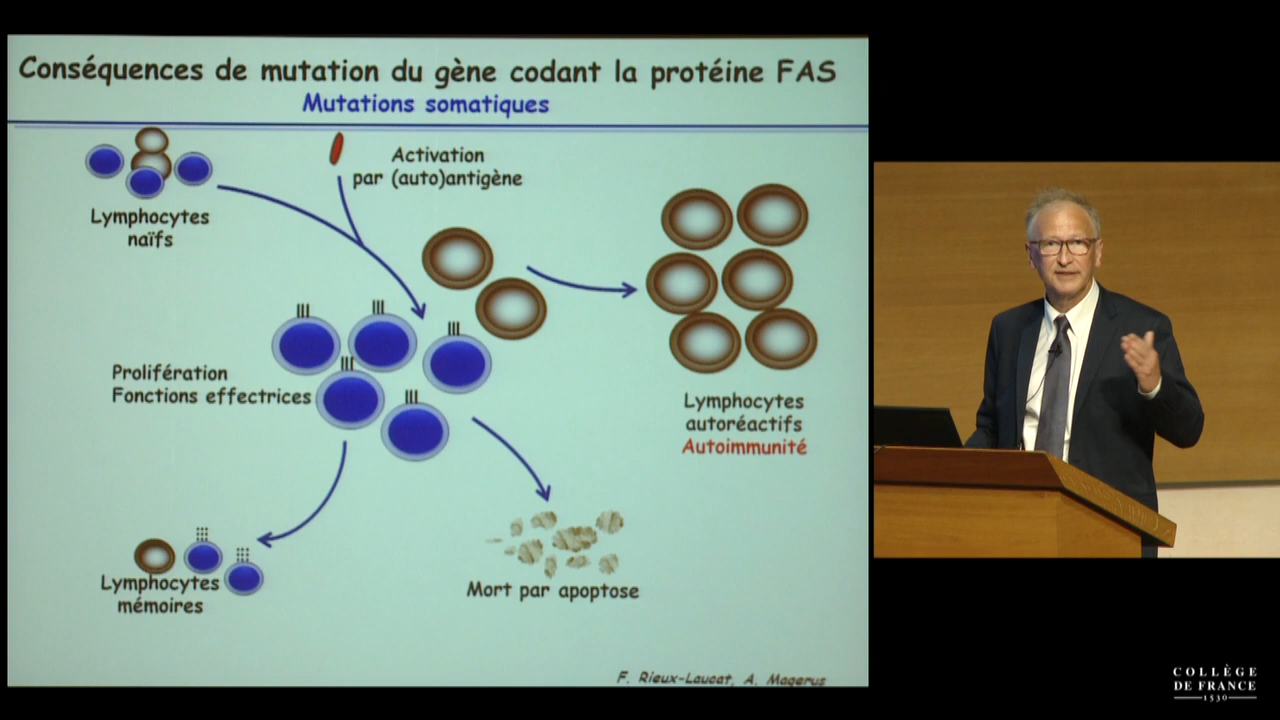 Conséquences de mutation du gène codant la protéine FAS
Mutations somatiques
Activation
par (auto)antigène
Lymphocytes
naïfs
Prolifération
Fonctions effectrices
Lymphocytes
autoréactifs
Autoimmunité
Lymphocytes
mémoires
Mort par apoptose
F. Rieux-Laucat, A. Magerus
COLLÈGE
DE FRANCE
1530